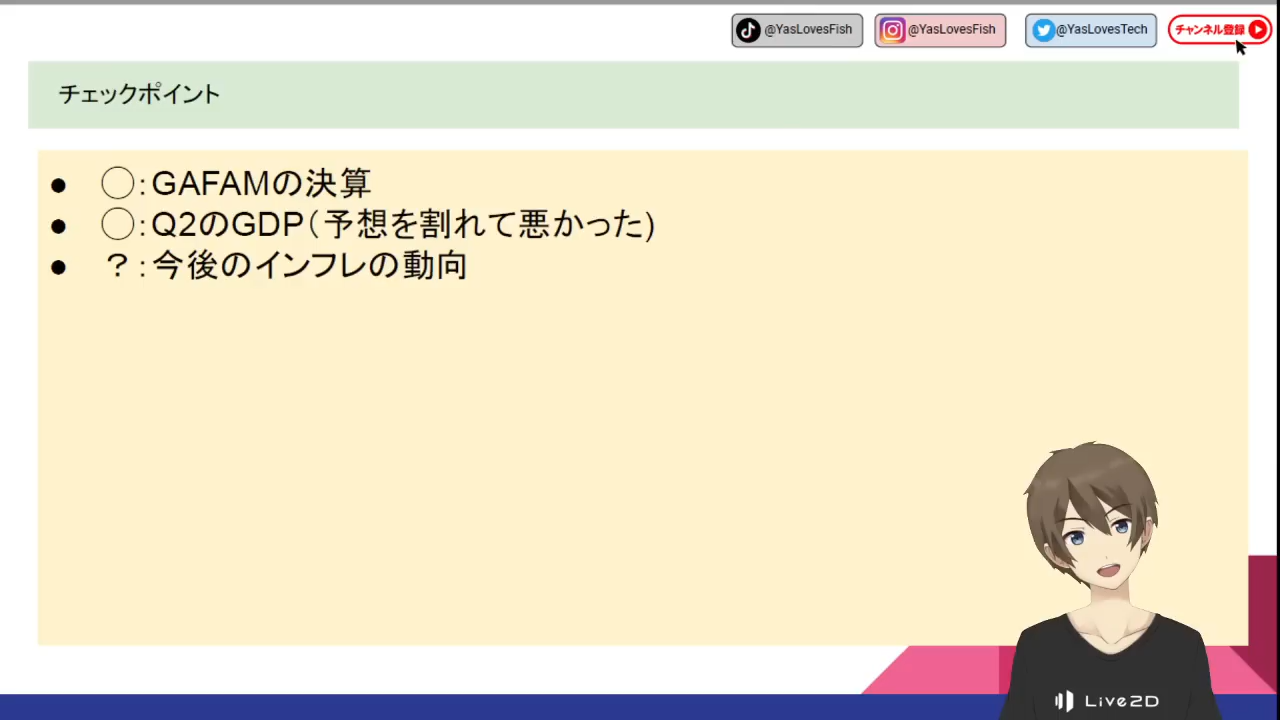 @YasLovesFish
@YasLovesFish
@YasLovesTech
チャンネル登録
チェックポイント
● ◯：GAFAMの決算
● ◯：Q2のGDP（予想を割れて悪かった)
● ？：今後のインフレの動向
Live2D